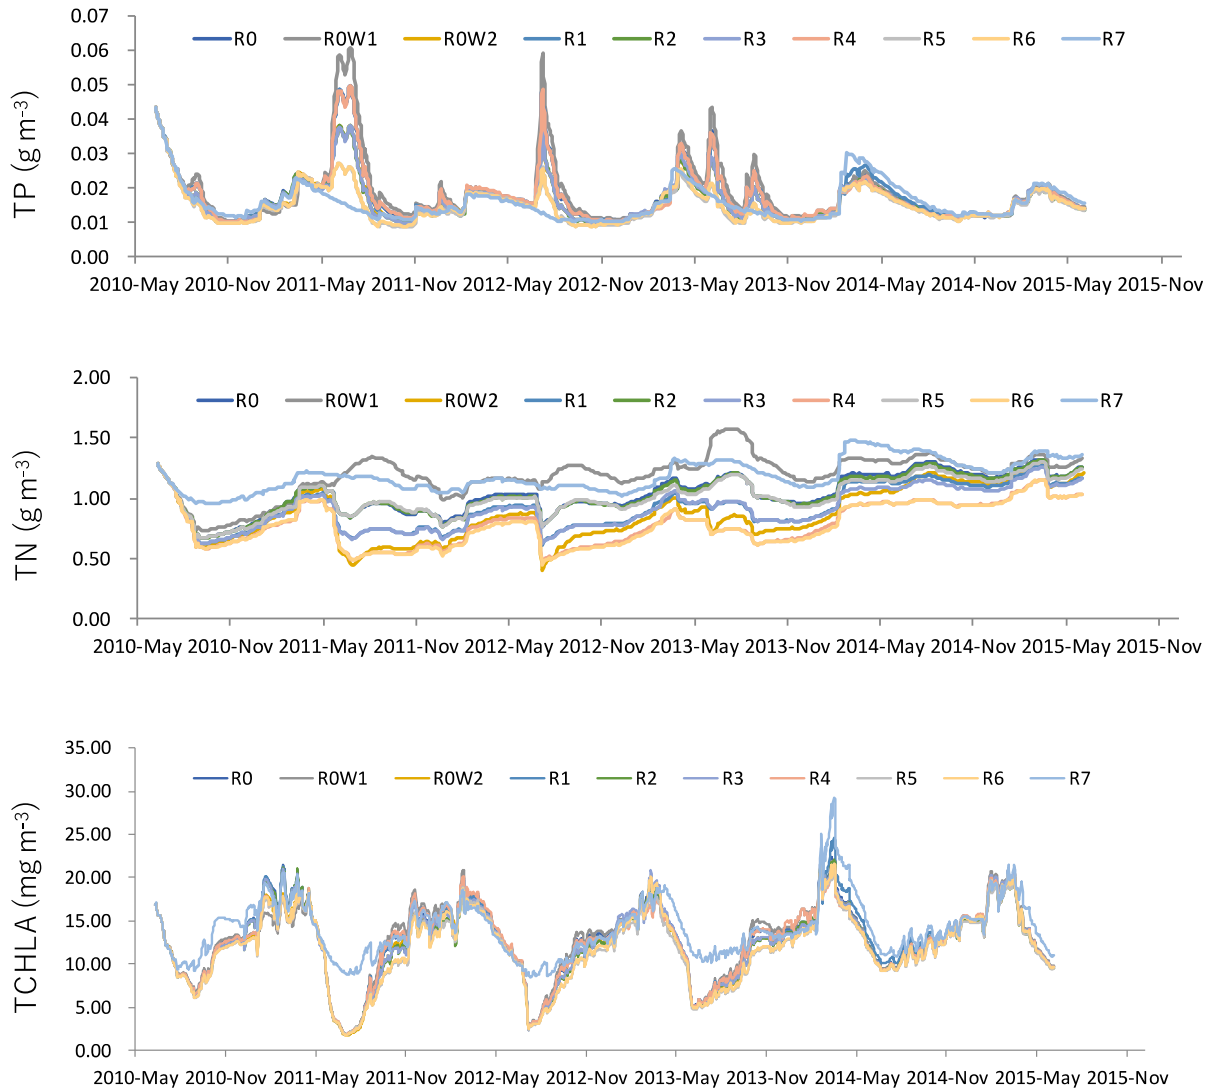 0.07
R0 R0W1 R0W2 R1 R2 R3 R4 R5 R6 R7
0.06
0.05
0.04
0.03
0.02
0.01
0.00
TP (g m-3)
2010-May 2010-Nov 2011-May 2011-Nov 2012-May 2012-Nov 2013-May 2013-Nov 2014-May 2014-Nov 2015-May 2015-Nov
2.00
R0 R0W1 R0W2 R1 R2 R3 R4 R5 R6 R7
1.50
1.00
0.50
0.00
TN (g m-3)
2010-May 2010-Nov 2011-May 2011-Nov 2012-May 2012-Nov 2013-May 2013-Nov 2014-May 2014-Nov 2015-May 2015-Nov
35.00
R0 R0W1 R0W2 R1 R2 R3 R4 R5 R6 R7
30.00
25.00
20.00
15.00
10.00
5.00
0.00
TCHLA (mg m-3)
2010-May 2010-Nov 2011-May 2011-Nov 2012-May 2012-Nov 2013-May 2013-Nov 2014-May 2014-Nov 2015-May 2015-Nov